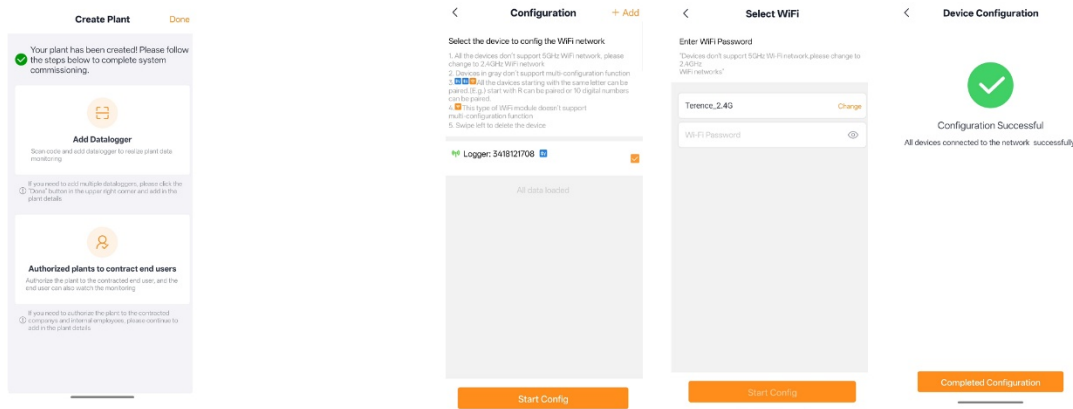 Create Plant
Done
Your plant has been created! Please follow
the steps below to complete system
commissioning.
Add Datalogger
Scan code and add datalogger to realize plant data
monitoring
If you need to add multiple dataloggers, please click the
"Done" button in the upper right corner and add in the
plant details
Authorized plants to contract end users
Authorize the plant to the contracted end user, and the
end user can also watch the monitoring
If you need to authorize the plant to the contracted
companys and internal employees, please continue to
add in the plant details
Configuration
+ Add
Select the device to config the WiFi network
1. All the devices don't support 5GHz WiFi network, please
change to 2.4GHz WiFi network
2. Devices in gray don't support multi-configuration function
3. All the devices starting with the same letter can be
paired.(E.g.) start with R can be paired or 10 digital numbers
can be paired.
4. This type of WiFi module doesn't support
multi-configuration function
5. Swipe left to delete the device
Logger: 3418121708
All data loaded
Start Config
Select WiFi
Enter WiFi Password
"Devices don't support 5GHz Wi-Fi network,please change to
2.4GHz
WiFi networks"
Terence_2.4G
Change
Wi-Fi Password
Start Config
Device Configuration
Configuration Successful
All devices connected to the network successfully
Completed Configuration